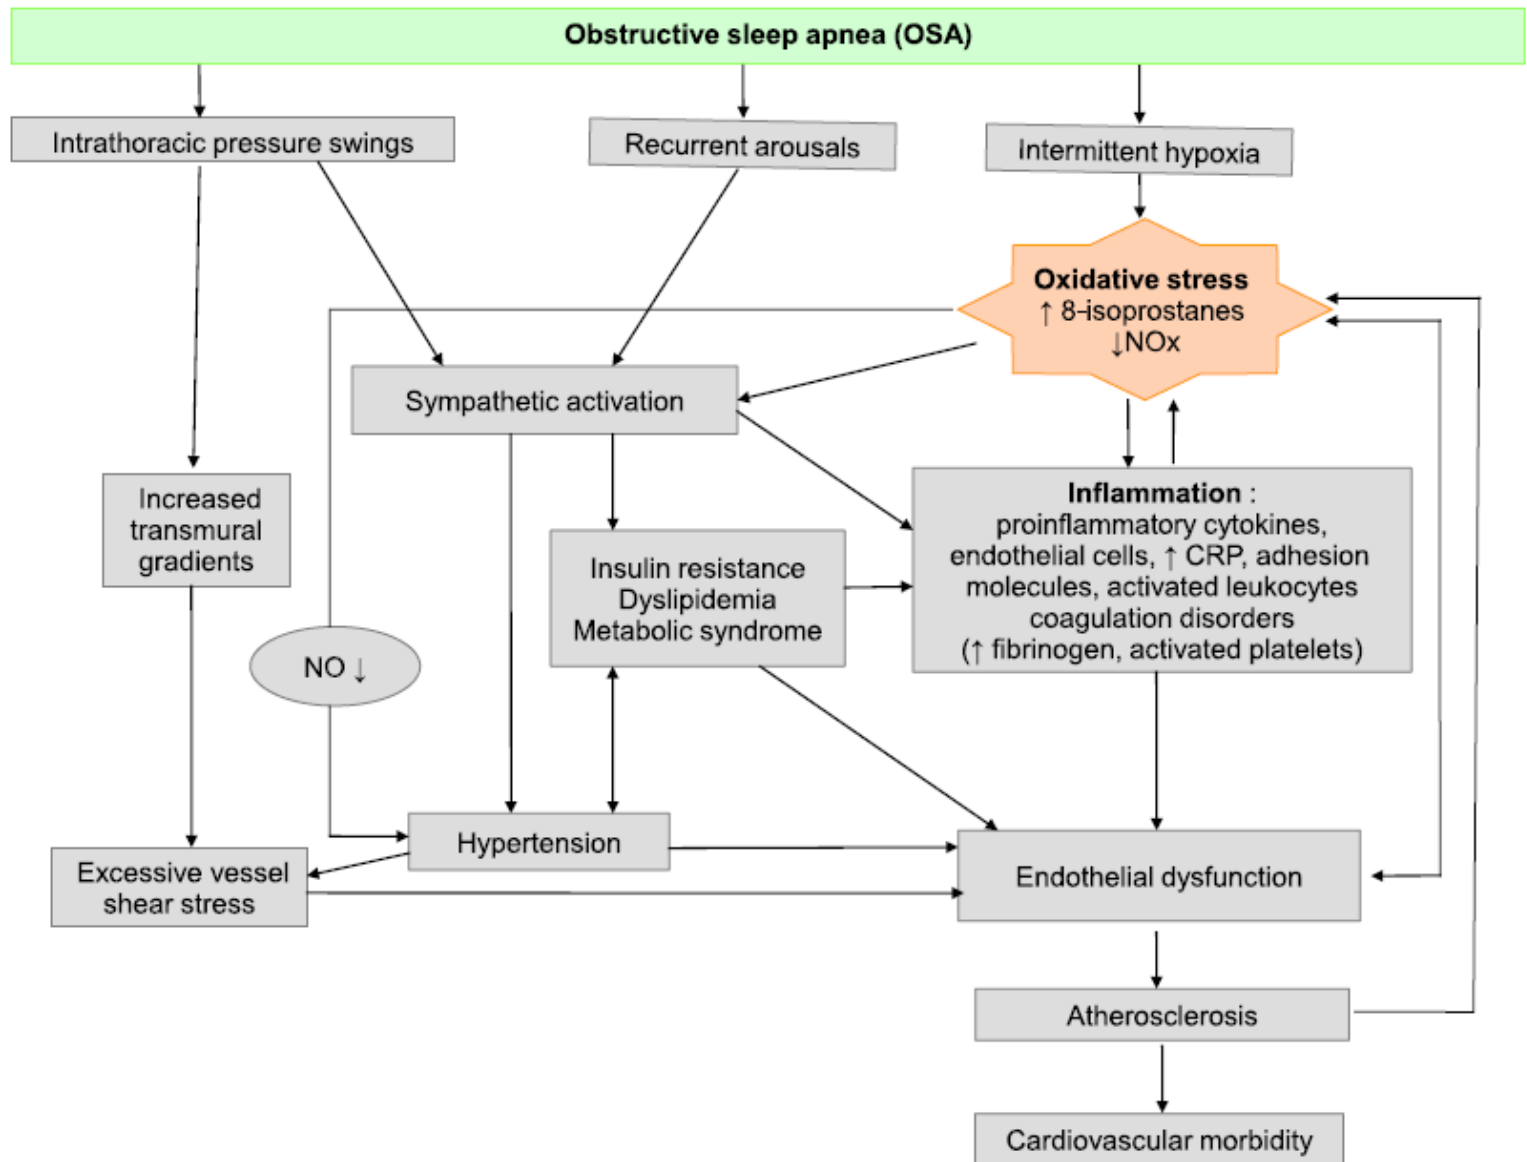 Obstructive sleep apnea (OSA)
Intrathoracic pressure swings
Recurrent arousals
Intermittent hypoxia
Oxidative stress
↑ 8-isoprostanes
↓NOx
Sympathetic activation
Increased
transmural
gradients
Insulin resistance
Dyslipidemia
Metabolic syndrome
Inflammation :
proinflammatory cytokines,
endothelial cells, ↑ CRP, adhesion
molecules, activated leukocytes
coagulation disorders
(↑ fibrinogen, activated platelets)
NO ↓
Hypertension
Excessive vessel
shear stress
Endothelial dysfunction
Atherosclerosis
Cardiovascular morbidity